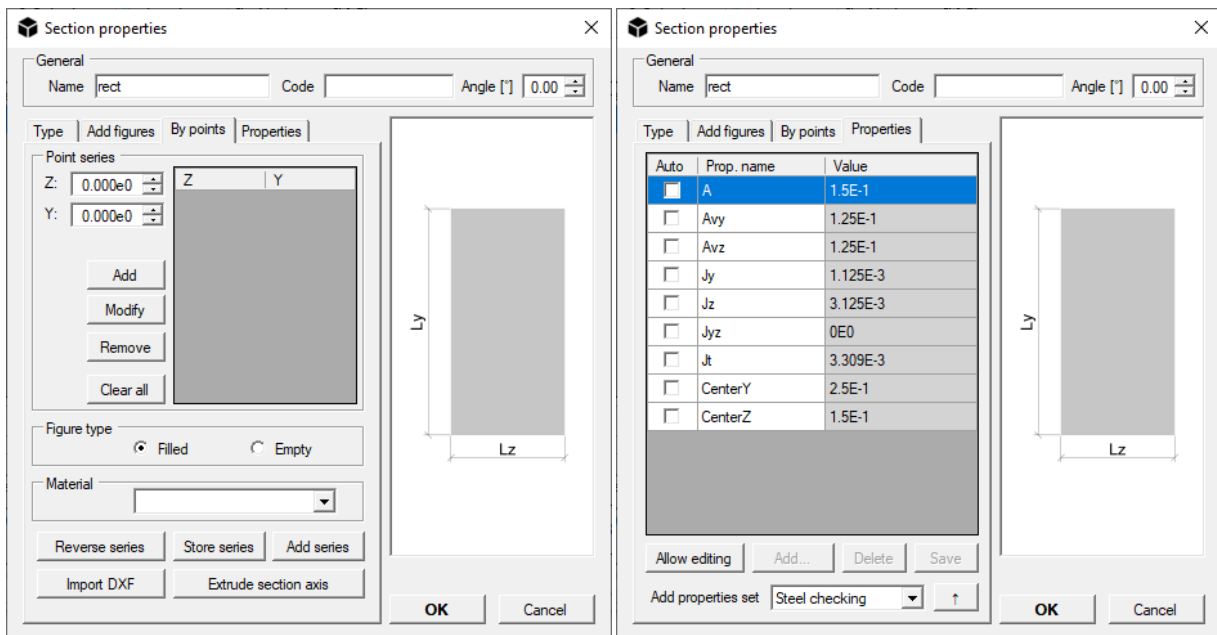 Section properties
General
Name rect Code Angle [°] 0.00
Type Add figures By points Properties
Point series
Z: 0.000e0
Y: 0.000e0
Z Y
Add
Modify
Remove
Clear all
Figure type
Filled Empty
Material
Reverse series Store series Add series
Import DXF Extrude section axis
Ly
Lz
OK Cancel
Section properties
General
Name rect Code Angle [°] 0.00
Type Add figures By points Properties
Auto Prop. name Value
A 1.5E-1
Avy 1.25E-1
Avz 1.25E-1
Jy 1.125E-3
Jz 3.125E-3
Jyz 0E0
Jt 3.309E-3
CenterY 2.5E-1
CenterZ 1.5E-1
Allow editing Add... Delete Save
Add properties set Steel checking ↑
Ly
Lz
OK Cancel